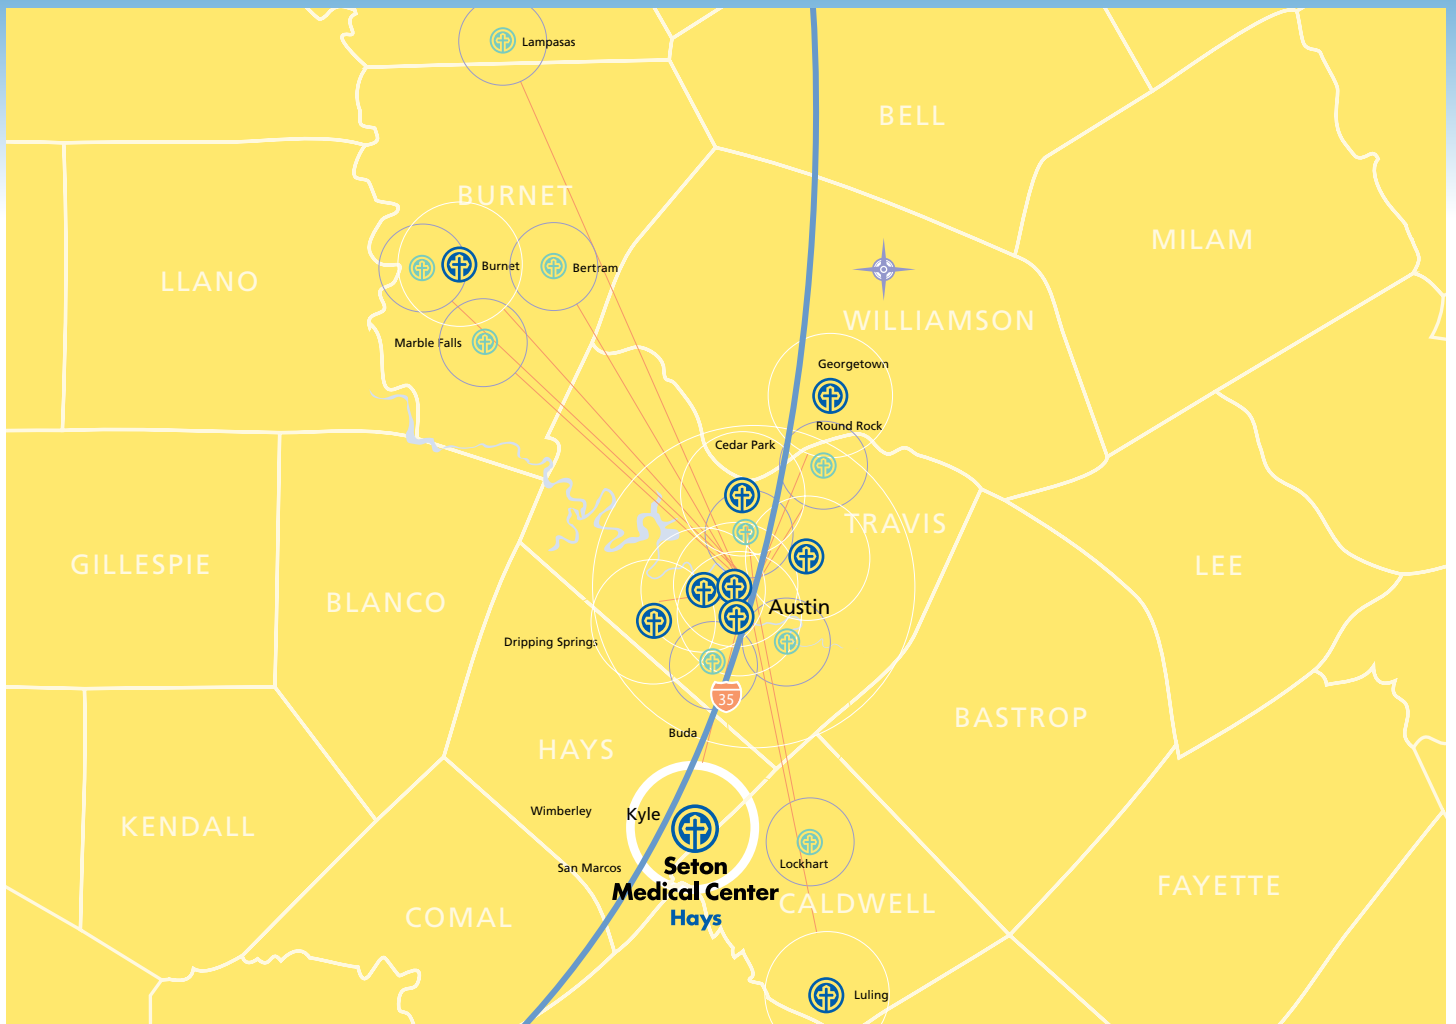 Lampasas
BELL
BURNET
MILAM
LLANO
Burnet
Bertram
WILLIAMSON
Marble Falls
Georgetown
Round Rock
Cedar Park
TRAVIS
GILLESPIE
LEE
BLANCO
Austin
Dripping Springs
35
BASTROP
Buda
HAYS
Wimberley
Kyle
KENDALL
San Marcos
Lockhart
Seton
Medical Center
Hays
FAYETTE
CALDWELL
COMAL
Luling